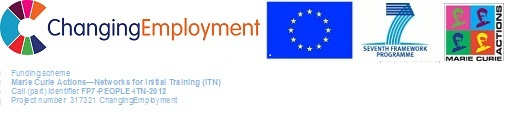 ChangingEmployment
SEVENTH FRAMEWORK
PROGRAMME
MARIE CURIE ACTIONS
Funding scheme
Marie Curie Actions—Networks for Initial Training (ITN)
Call (part) identifier FP7-PEOPLE-ITN-2012
Project number 317321 ChangingEmployment